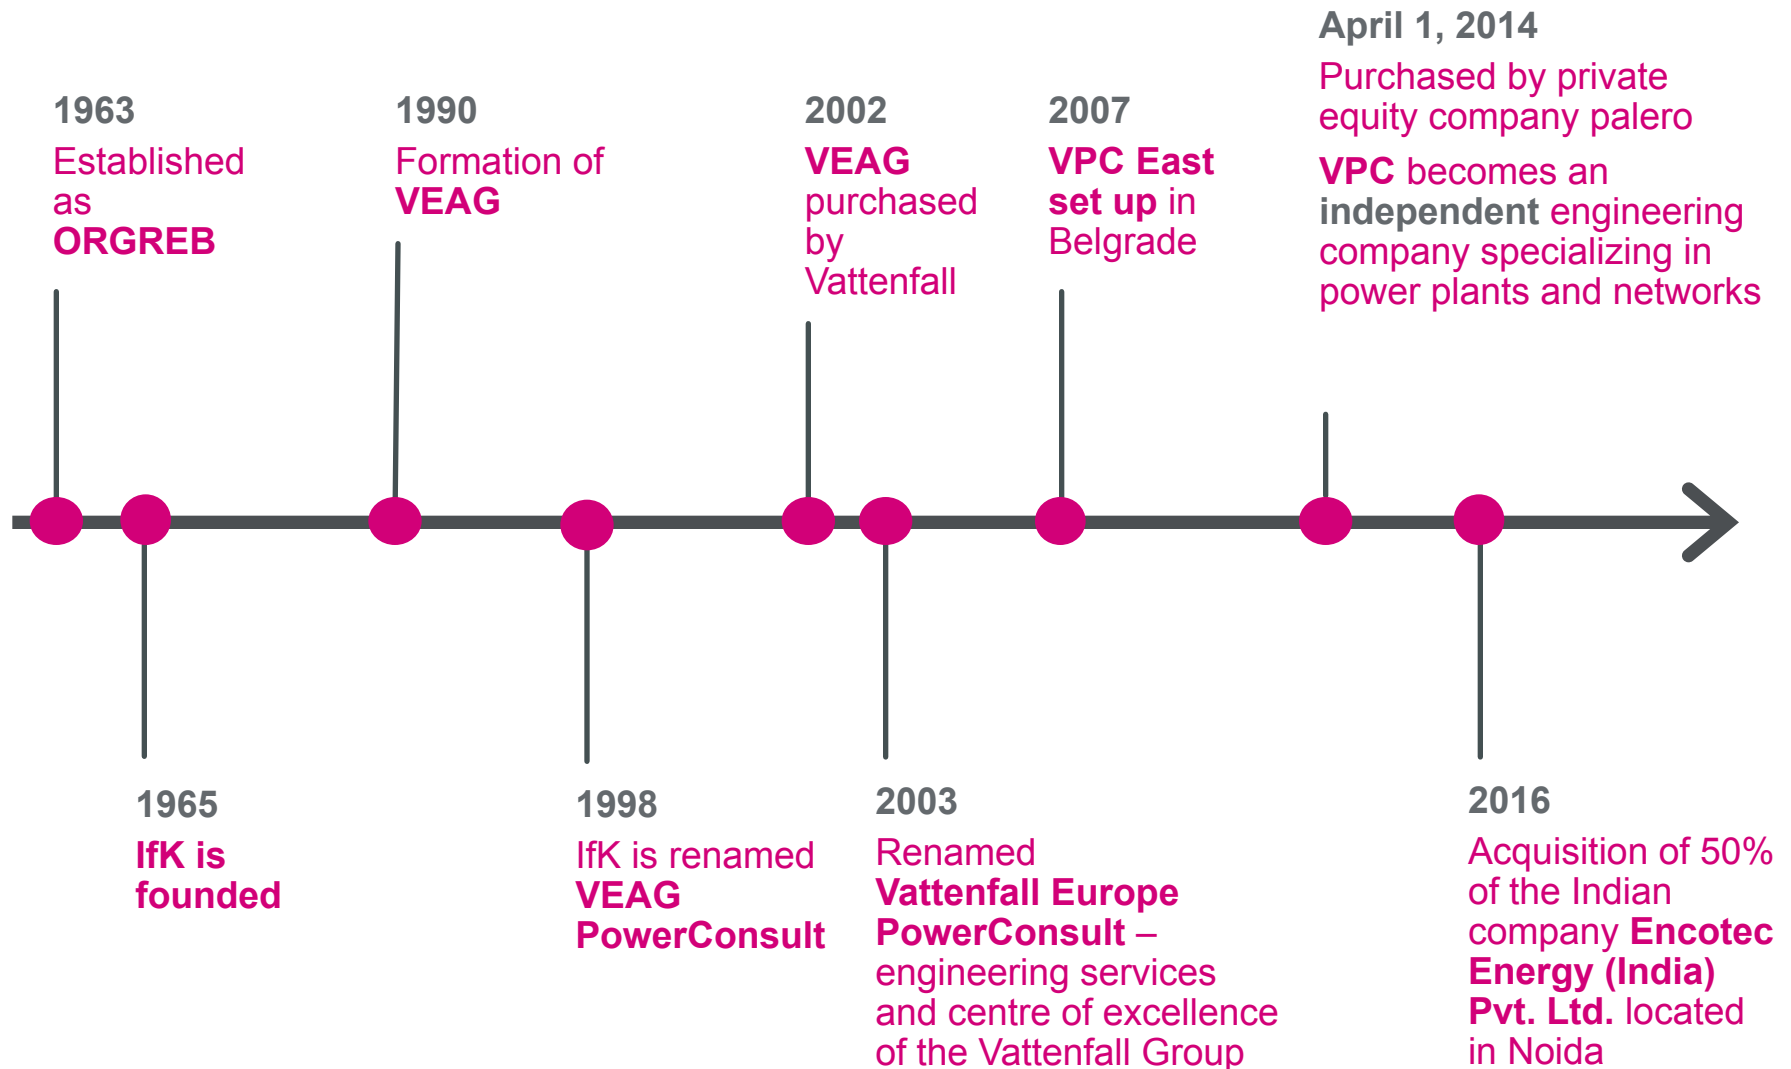 1963
Established
as
ORGREB
1990
Formation of
VEAG
2002
VEAG
purchased
by
Vattenfall
2007
VPC East
set up in
Belgrade
April 1, 2014
Purchased by private
equity company palero
VPC becomes an
independent engineering
company specializing in
power plants and networks
1965
IfK is
founded
1998
IfK is renamed
VEAG
PowerConsult
2003
Renamed
Vattenfall Europe
PowerConsult –
engineering services
and centre of excellence
of the Vattenfall Group
2016
Acquisition of 50%
of the Indian
company Encotec
Energy (India)
Pvt. Ltd. located
in Noida